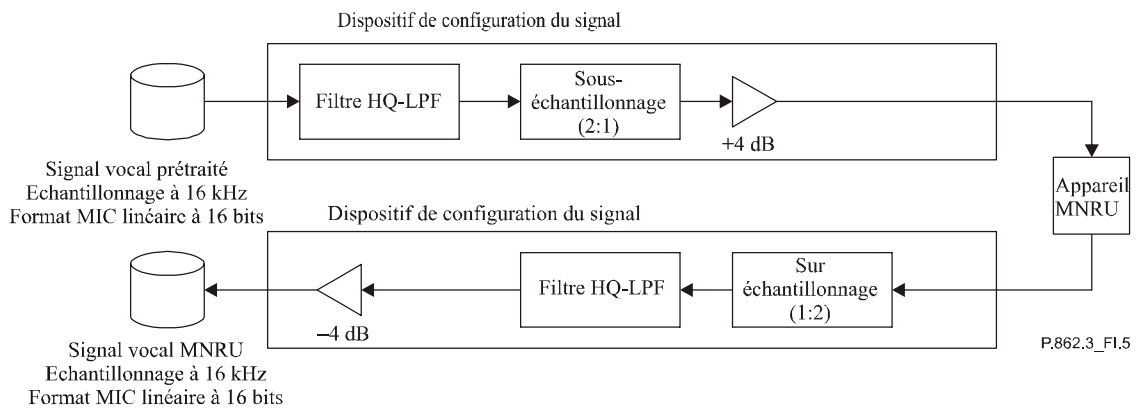 Dispositif de configuration du signal
Filtre HQ-LPF
Sous-
échantillonnage
(2:1)
+4 dB
Signal vocal prétraité
Echantillonnage à 16 kHz
Format MIC linéaire à 16 bits
Appareil
MNRU
Dispositif de configuration du signal
Filtre HQ-LPF
Sur
échantillonnage
(1:2)
–4 dB
Signal vocal MNRU
Echantillonnage à 16 kHz
Format MIC linéaire à 16 bits
P.862.3_FI.5